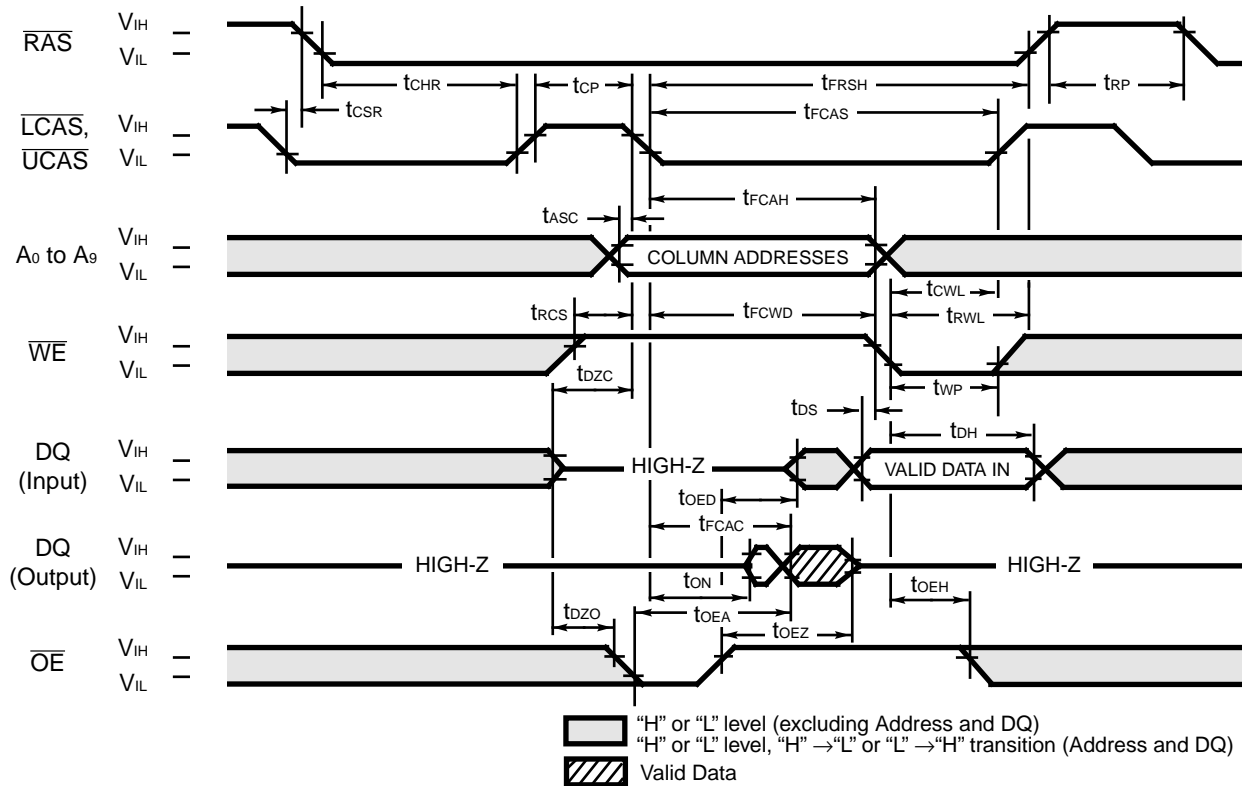 RAS
VIH
VIL
tCHR
tCP
tFRSH
tRP
tCSR
tFCAS
LCAS,
UCAS
VIH
VIL
tFCAH
tASC
A0 to A9
VIH
VIL
COLUMN ADDRESSES
tCWL
tRCS
tFCWD
tRWL
WE
VIH
VIL
tDZC
tWP
tDS
tDH
DQ
(Input)
VIH
VIL
HIGH-Z
VALID DATA IN
tOED
tFCAC
DQ
(Output)
VIH
VIL
HIGH-Z
HIGH-Z
tON
tOEH
tDZO
tOEA
tOEZ
OE
VIH
VIL
“H” or “L” level (excluding Address and DQ)
“H” or “L” level, “H” →“L” or “L” →“H” transition (Address and DQ)
Valid Data